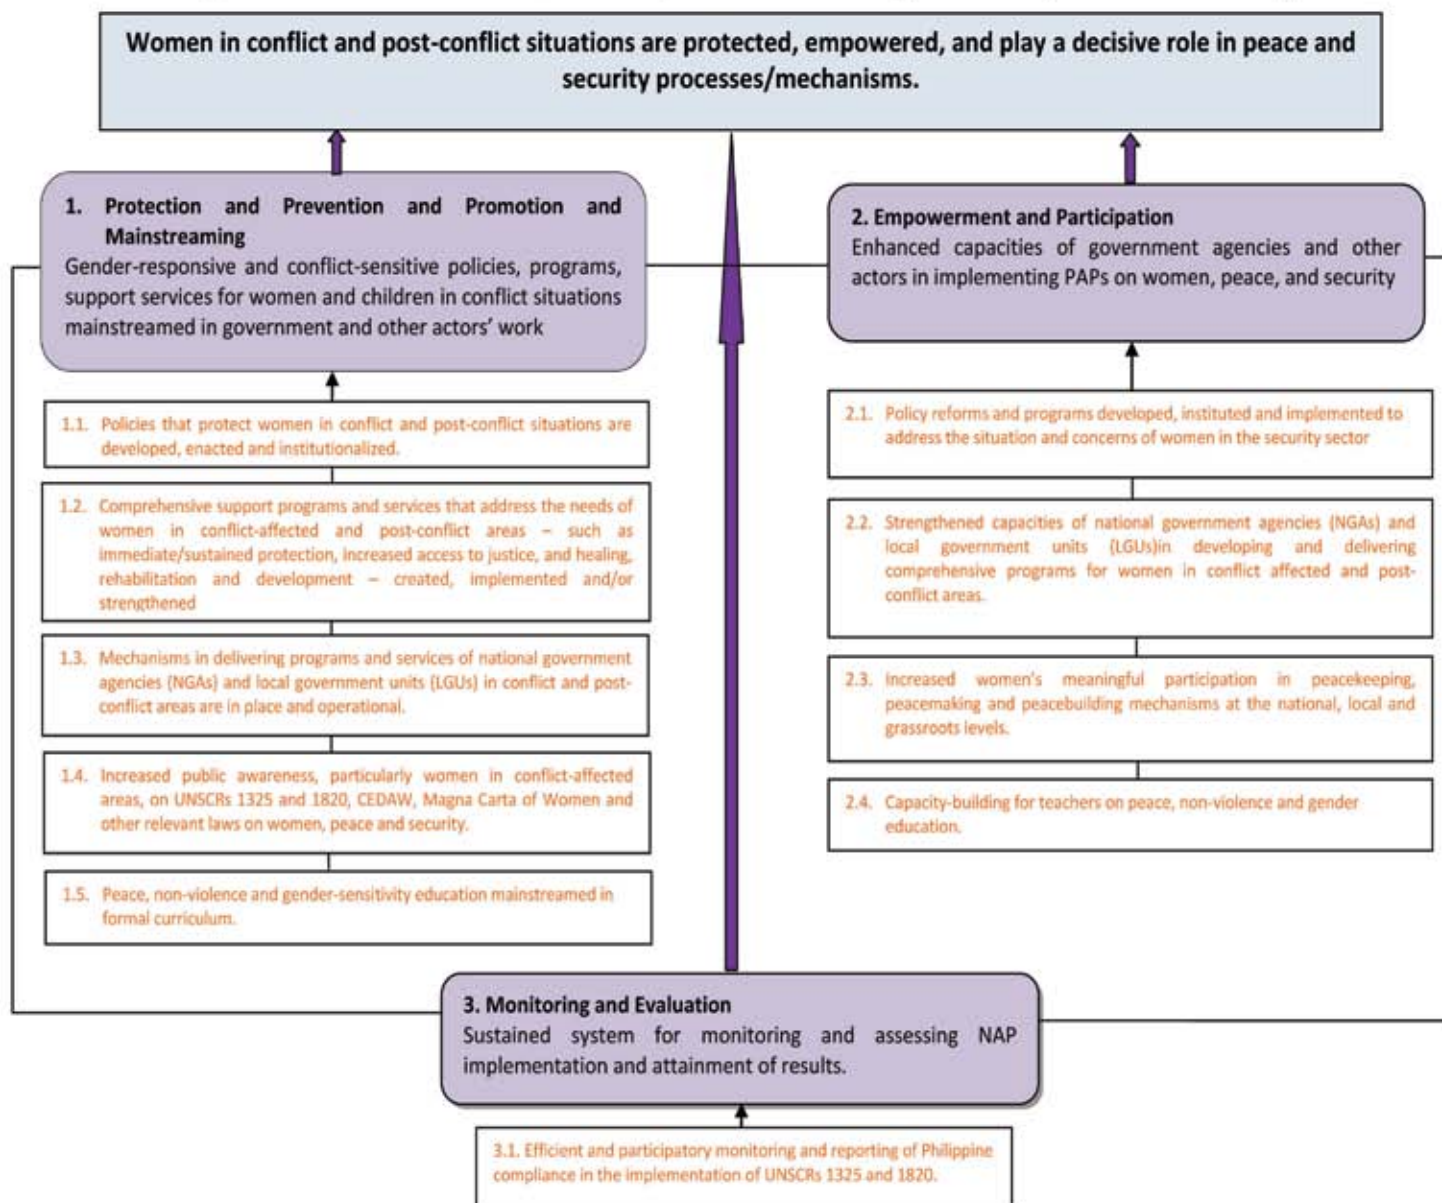 Women in conflict and post-conflict situations are protected, empowered, and play a decisive role in peace and
security processes/mechanisms.
1. Protection and Prevention and Promotion and
Mainstreaming
Gender-responsive and conflict-sensitive policies, programs,
support services for women and children in conflict situations
mainstreamed in government and other actors’ work
1.1. Policies that protect women in conflict and post-conflict situations are
developed, enacted and institutionalized.
1.2. Comprehensive support programs and services that address the needs of
women in conflict-affected and post-conflict areas – such as
immediate/sustained protection, increased access to justice, and healing,
rehabilitation and development – created, implemented and/or
strengthened
1.3. Mechanisms in delivering programs and services of national government
agencies (NGAs) and local government units (LGUs) in conflict and post-
conflict areas are in place and operational.
1.4. Increased public awareness, particularly women in conflict-affected
areas, on UNSCRs 1325 and 1820, CEDAW, Magna Carta of Women and
other relevant laws on women, peace and security.
1.5. Peace, non-violence and gender-sensitivity education mainstreamed in
formal curriculum.
2. Empowerment and Participation
Enhanced capacities of government agencies and other
actors in implementing PAPs on women, peace, and security
2.1. Policy reforms and programs developed, instituted and implemented to
address the situation and concerns of women in the security sector
2.2. Strengthened capacities of national government agencies (NGAs) and
local government units (LGUs)in developing and delivering
comprehensive programs for women in conflict affected and post-
conflict areas.
2.3. Increased women’s meaningful participation in peacekeeping,
peacemaking and peacebuilding mechanisms at the national, local and
grassroots levels.
2.4. Capacity-building for teachers on peace, non-violence and gender
education.
3. Monitoring and Evaluation
Sustained system for monitoring and assessing NAP
implementation and attainment of results.
3.1. Efficient and participatory monitoring and reporting of Philippine
compliance in the implementation of UNSCRs 1325 and 1820.